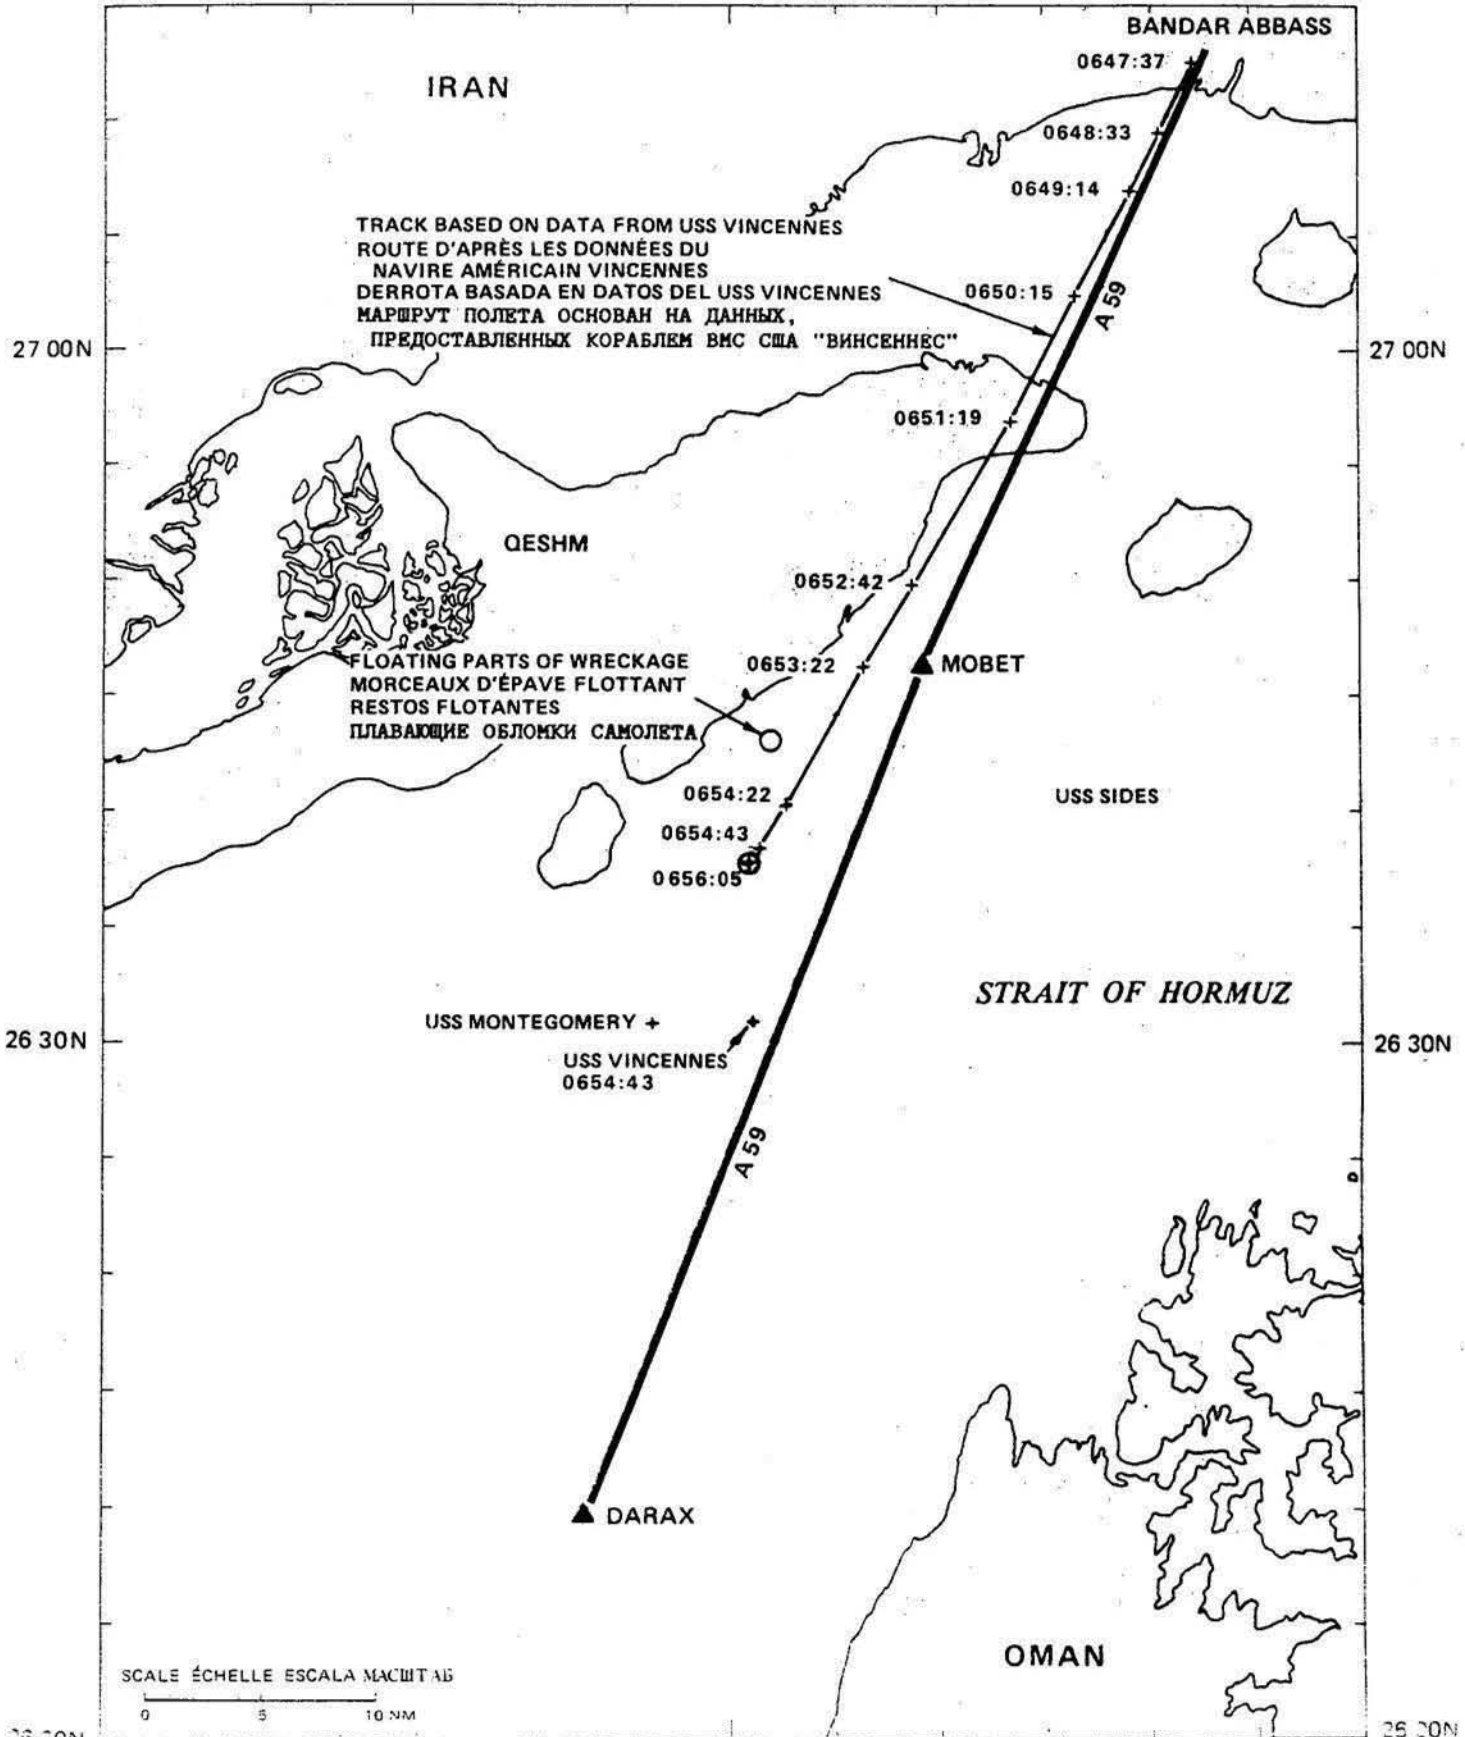 BANDAR ABBASS
0647:37
IRAN
0648:33
0649:14
TRACK BASED ON DATA FROM USS VINCENNES
ROUTE D'APRÈS LES DONNÉES DU
NAVIRE AMÉRICAIN VINCENNES
DERROTA BASADA EN DATOS DEL USS VINCENNES
МАРШРУТ ПОЛЕТА ОСНОВАН НА ДАННЫХ,
ПРЕДОСТАВЛЕННЫХ КОРАБЛЕМ ВМС США "ВИНСЕННЕС"
0650:15
A 59
27 00N
27 00N
0651:19
QESHM
0652:42
FLOATING PARTS OF WRECKAGE
MORCEAUX D'ÉPAVE FLOTTANT
RESTOS FLOTANTES
ПЛАВАЮЩИЕ ОБЛОМКИ САМОЛЕТА
0653:22
MOBET
0654:22
USS SIDES
0654:43
0656:05
STRAIT OF HORMUZ
USS MONTEGOMERY
26 30N
26 30N
USS VINCENNES
0654:43
A 59
DARAX
OMAN
SCALE ÉCHELLE ESCALA МАСШТАБ
0 5 10 NM